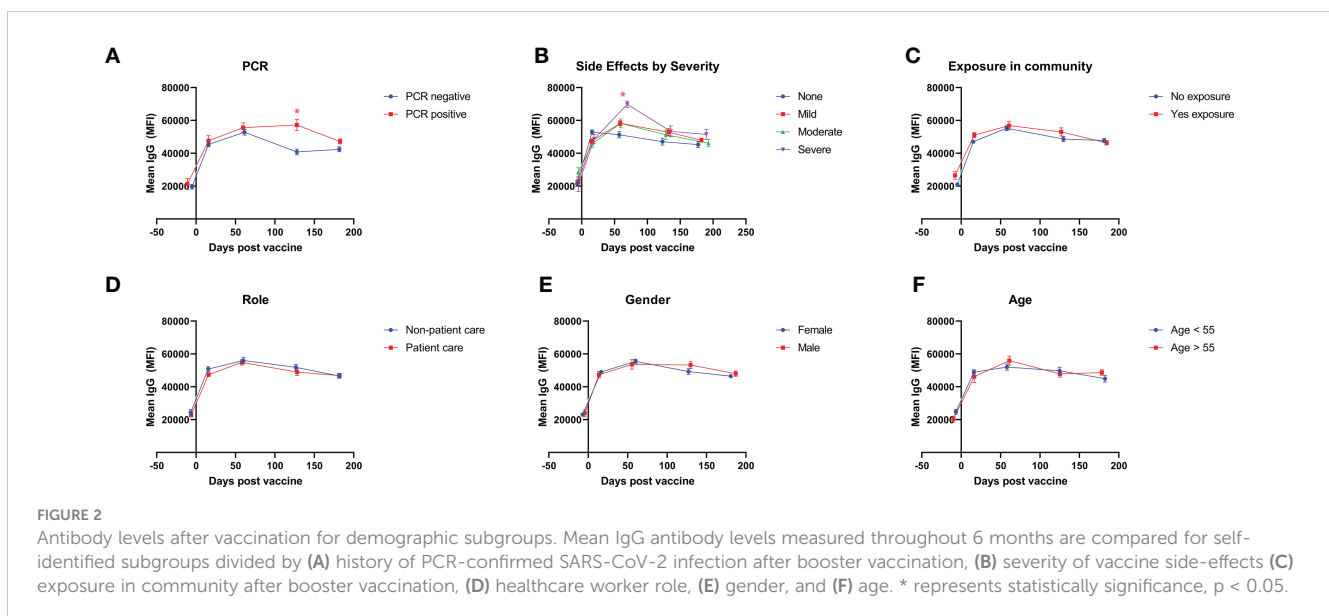 A
PCR
80000
60000
40000
20000
Mean IgG (MFI)
-50 0 50 100 150 200
Days post vaccine
*
PCR negative
PCR positive
B
Side Effects by Severity
80000
60000
40000
20000
Mean IgG (MFI)
-50 0 50 100 150 200 250
Days post vaccine
*
None
Mild
Moderate
Severe
C
Exposure in community
80000
60000
40000
20000
Mean IgG (MFI)
-50 0 50 100 150 200
Days post vaccine
No exposure
Yes exposure
D
Role
80000
60000
40000
20000
Mean IgG (MFI)
-50 0 50 100 150 200
Days post vaccine
Non-patient care
Patient care
E
Gender
80000
60000
40000
20000
Mean IgG (MFI)
-50 0 50 100 150 200
Days post vaccine
Female
Male
F
Age
80000
60000
40000
20000
Mean IgG (MFI)
-50 0 50 100 150 200
Days post vaccine
Age < 55
Age > 55
FIGURE 2
Antibody levels after vaccination for demographic subgroups. Mean IgG antibody levels measured throughout 6 months are compared for self-
identified subgroups divided by (A) history of PCR-confirmed SARS-CoV-2 infection after booster vaccination, (B) severity of vaccine side-effects (C)
exposure in community after booster vaccination, (D) healthcare worker role, (E) gender, and (F) age. * represents statistically significance, p < 0.05.